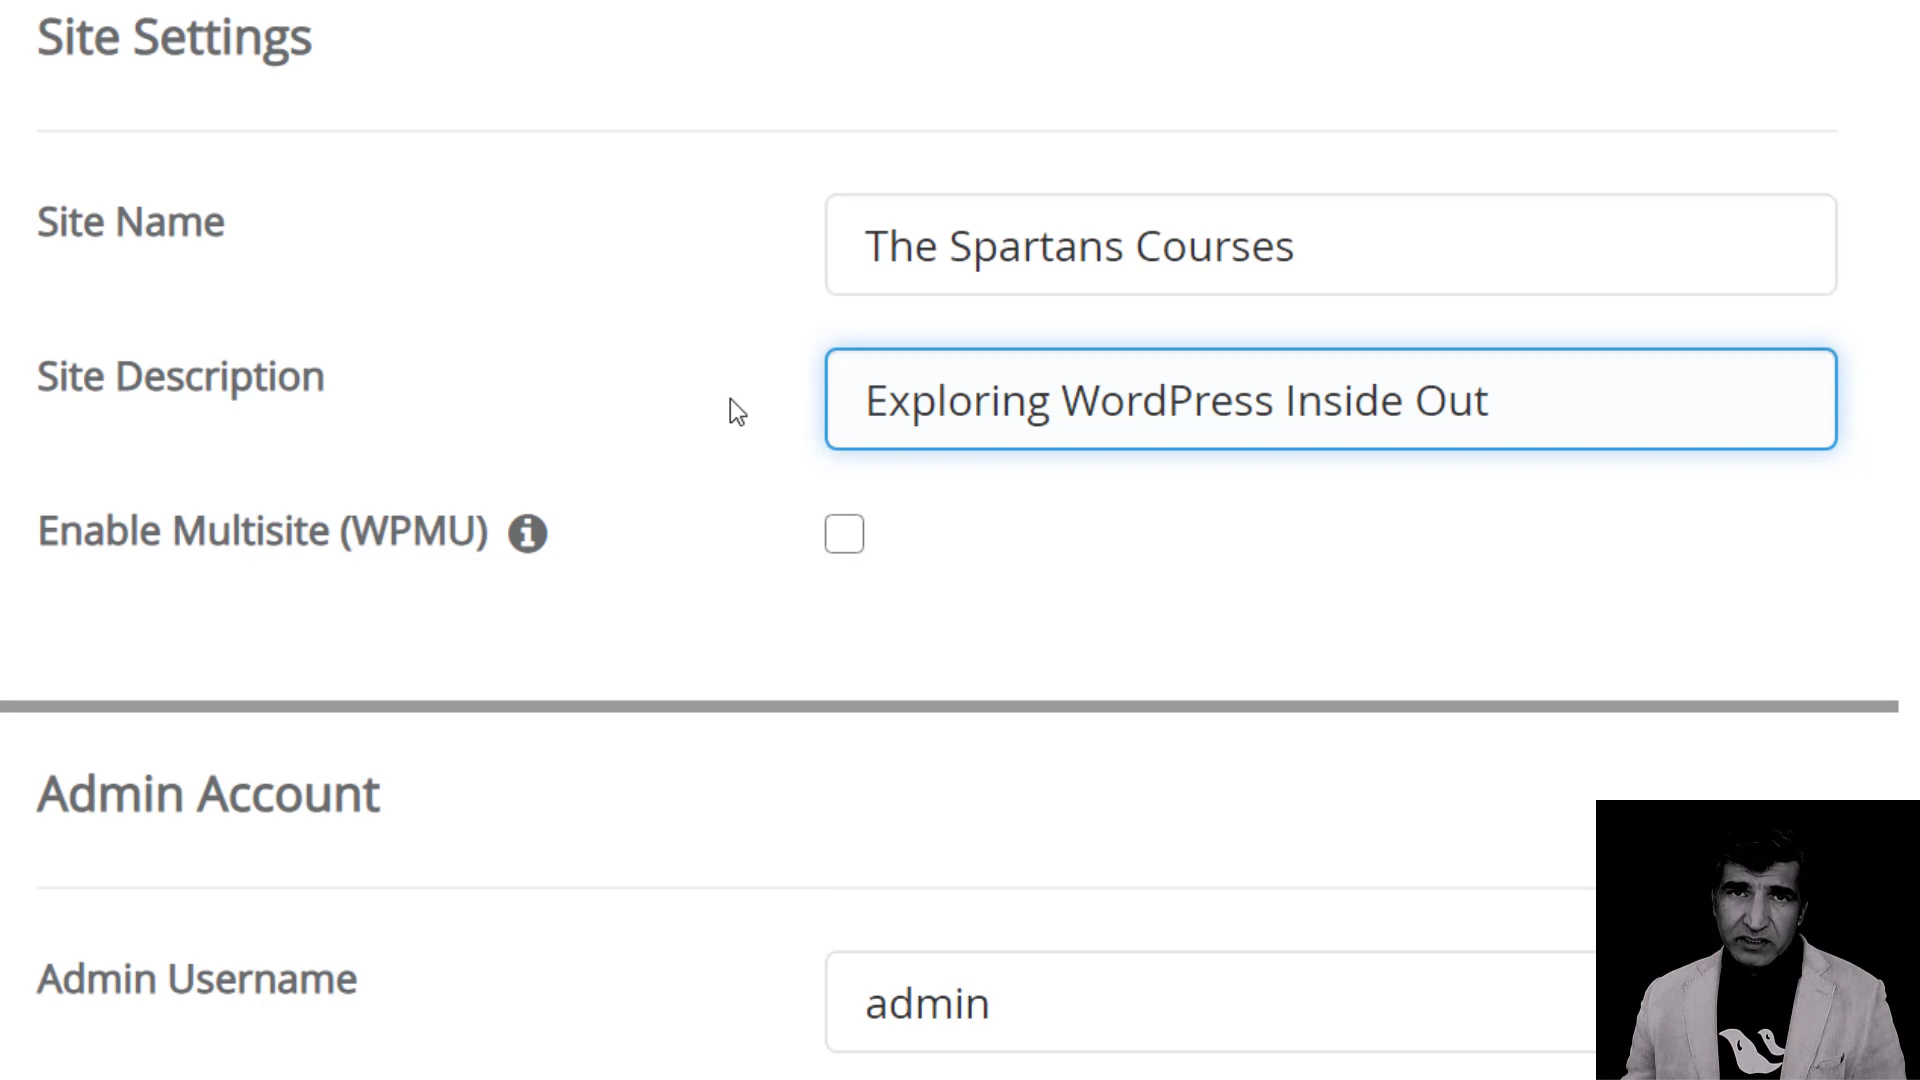 Site Settings
Site Name
The Spartans Courses
Site Description
Exploring WordPress Inside Out
Enable Multisite (WPMU)
Admin Account
Admin Username
admin